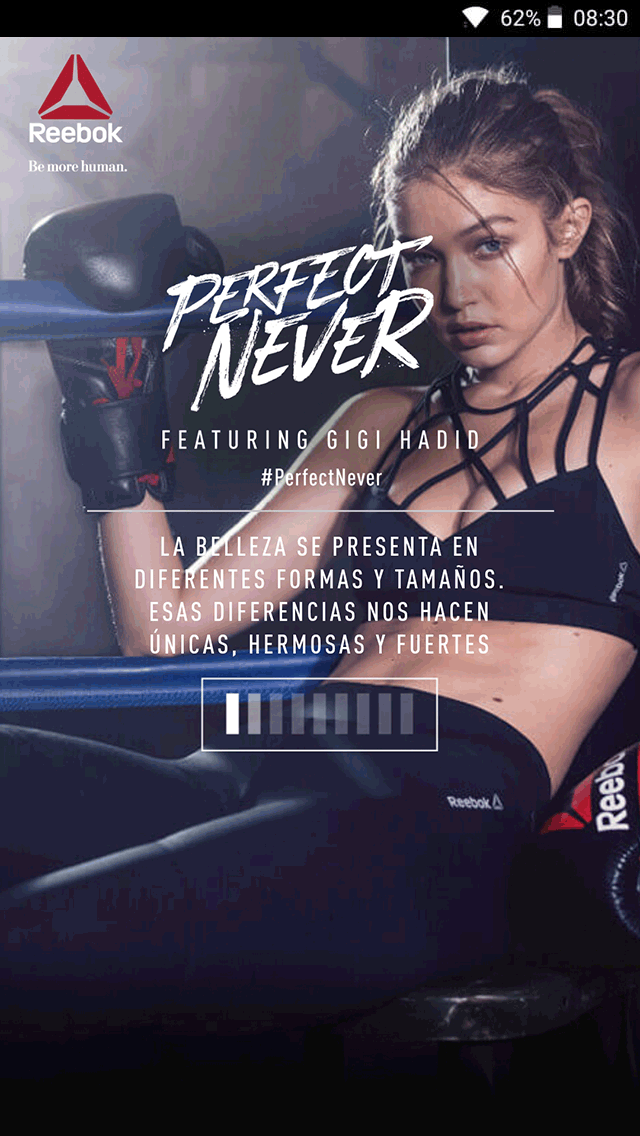 62% 08:30
Reebok
Be more human.
PERFECT
NEVER
FEATURING GIGI HADID
#PerfectNever
LA BELLEZA SE PRESENTA EN
DIFERENTES FORMAS Y TAMAÑOS.
ESAS DIFERENCIAS NOS HACEN
ÚNICAS, HERMOSAS Y FUERTES
Reebok
Reebok
Reebok